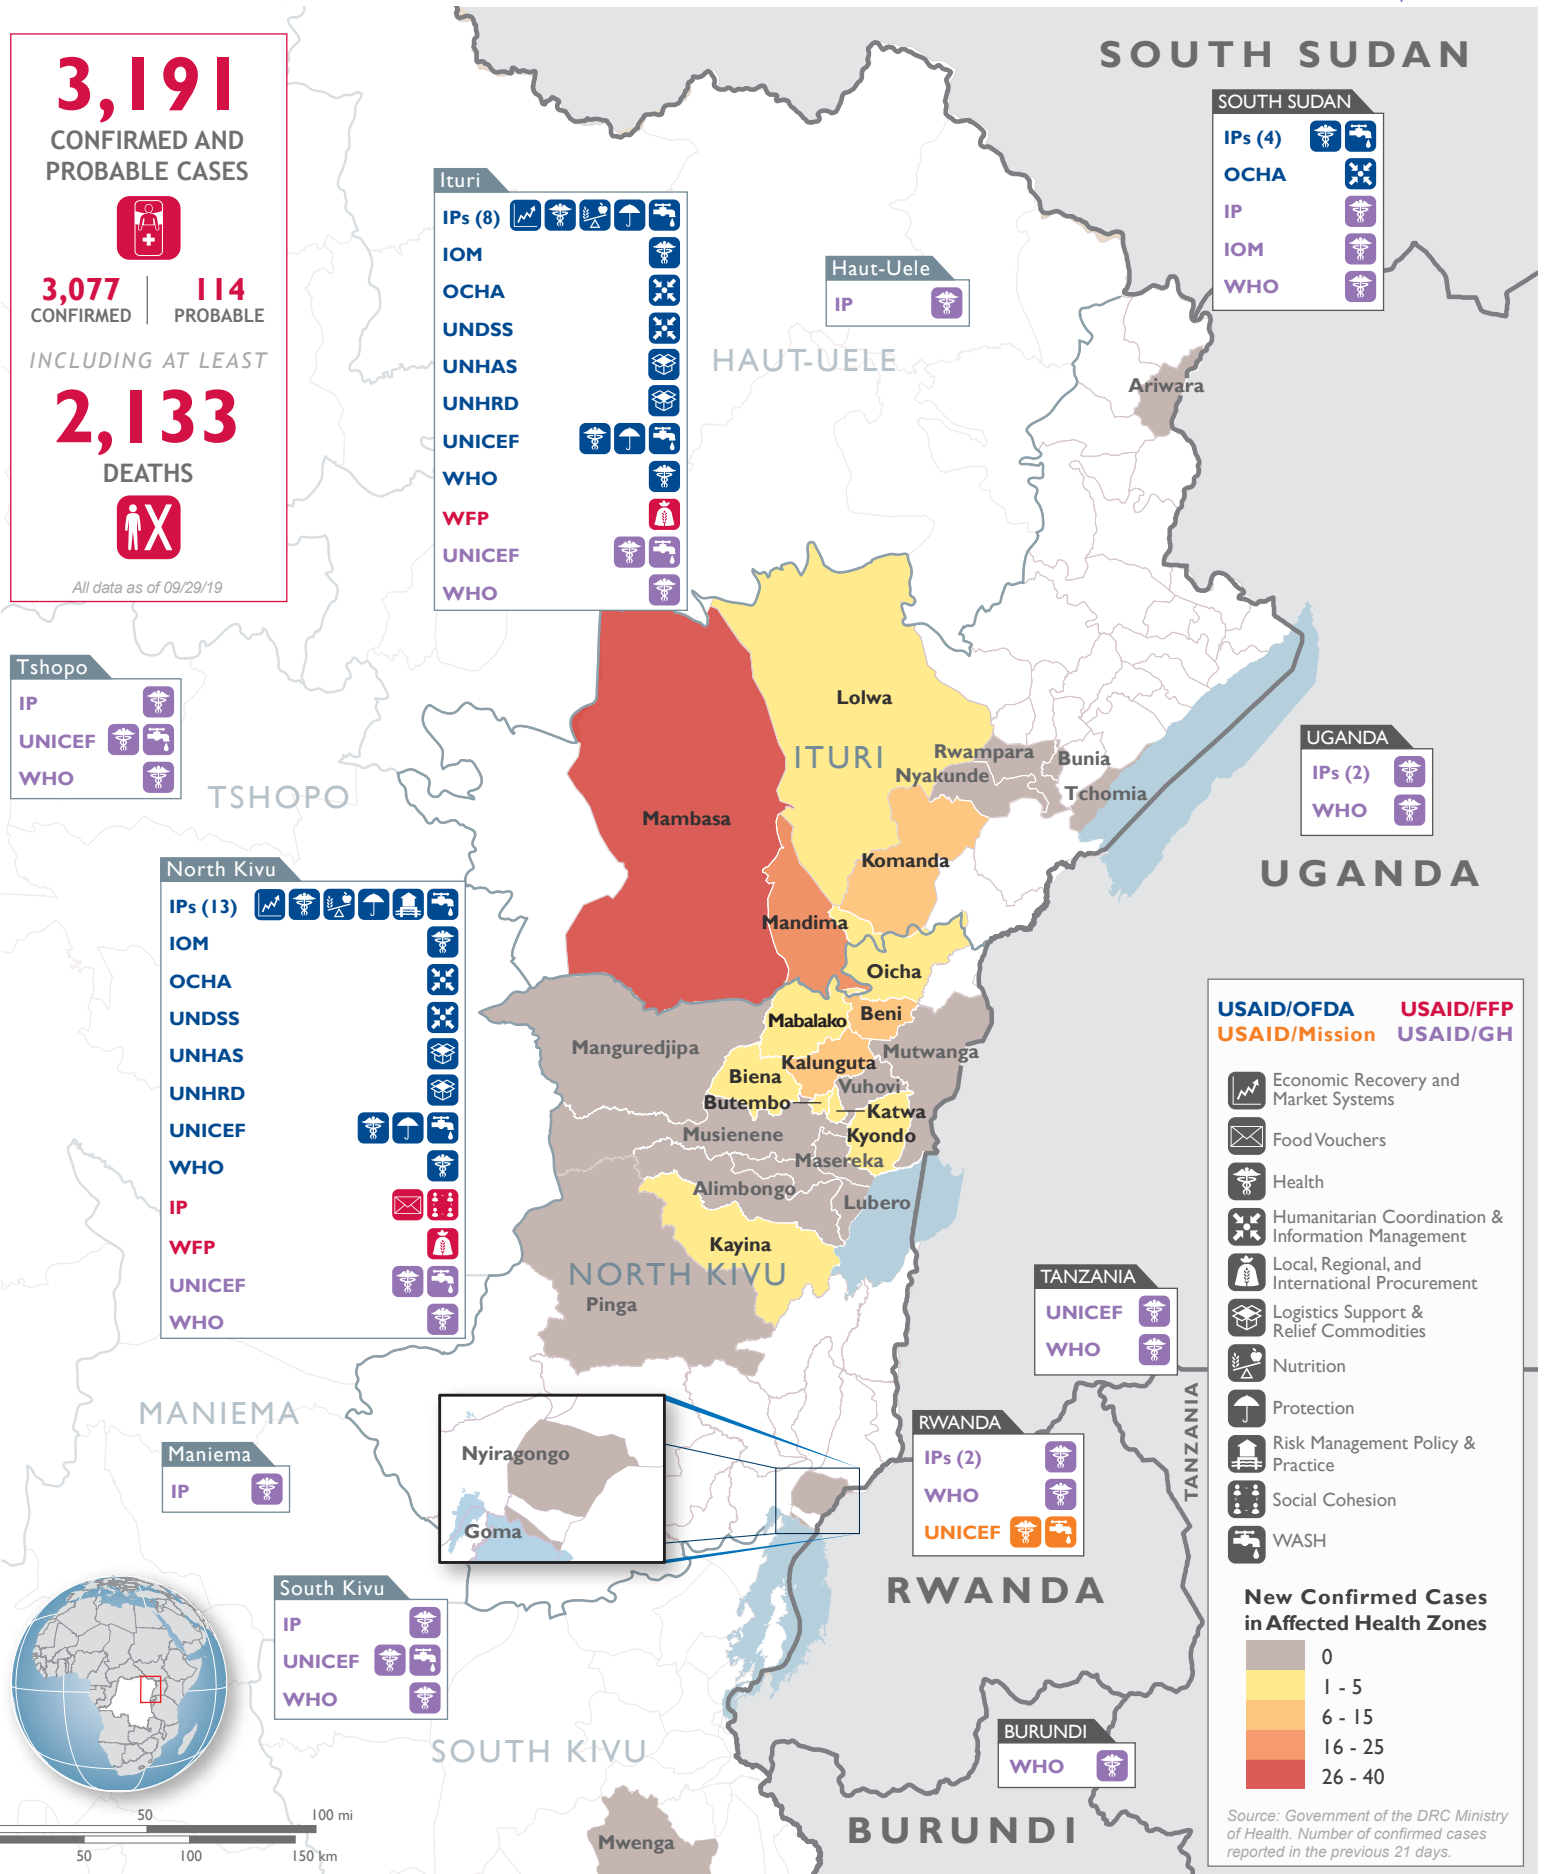 3,191
CONFIRMED AND
PROBABLE CASES
3,077
CONFIRMED
114
PROBABLE
INCLUDING AT LEAST
2,133
DEATHS
All data as of 09/29/19
SOUTH SUDAN
SOUTH SUDAN
IPs (4)
OCHA
IP
IOM
WHO
Ituri
IPs (8)
IOM
OCHA
UNDSS
UNHAS
UNHRD
UNICEF
WHO
WFP
UNICEF
WHO
Haut-Uele
IP
HAUT-UELE
Ariwara
Tshopo
IP
UNICEF
WHO
TSHOPO
Lolwa
ITURI
Rwampara
Bunia
Nyakunde
Tchomia
Mambasa
Komanda
Mandima
Oicha
UGANDA
IPs (2)
WHO
UGANDA
North Kivu
IPs (13)
IOM
OCHA
UNDSS
UNHAS
UNHRD
UNICEF
WHO
IP
WFP
UNICEF
WHO
Mabalako
Beni
Manguredjipa
Mutwanga
Kalunguta
Biena
Vuhovi
Butembo
Katwa
Musienene
Kyondo
Masereka
Alimbongo
Lubero
Kayina
NORTH KIVU
Pinga
MANIEMA
Maniema
IP
Nyiragongo
Goma
TANZANIA
UNICEF
WHO
TANZANIA
RWANDA
IPs (2)
WHO
UNICEF
RWANDA
South Kivu
IP
UNICEF
WHO
SOUTH KIVU
Mwenga
BURUNDI
WHO
BURUNDI
USAID/OFDA
USAID/FFP
USAID/Mission
USAID/GH
Economic Recovery and
Market Systems
Food Vouchers
Health
Humanitarian Coordination &
Information Management
Local, Regional, and
International Procurement
Logistics Support &
Relief Commodities
Nutrition
Protection
Risk Management Policy &
Practice
Social Cohesion
WASH
New Confirmed Cases
in Affected Health Zones
0
1 - 5
6 - 15
16 - 25
26 - 40
Source: Government of the DRC Ministry
of Health. Number of confirmed cases
reported in the previous 21 days.
50
100 mi
50
100
150 km